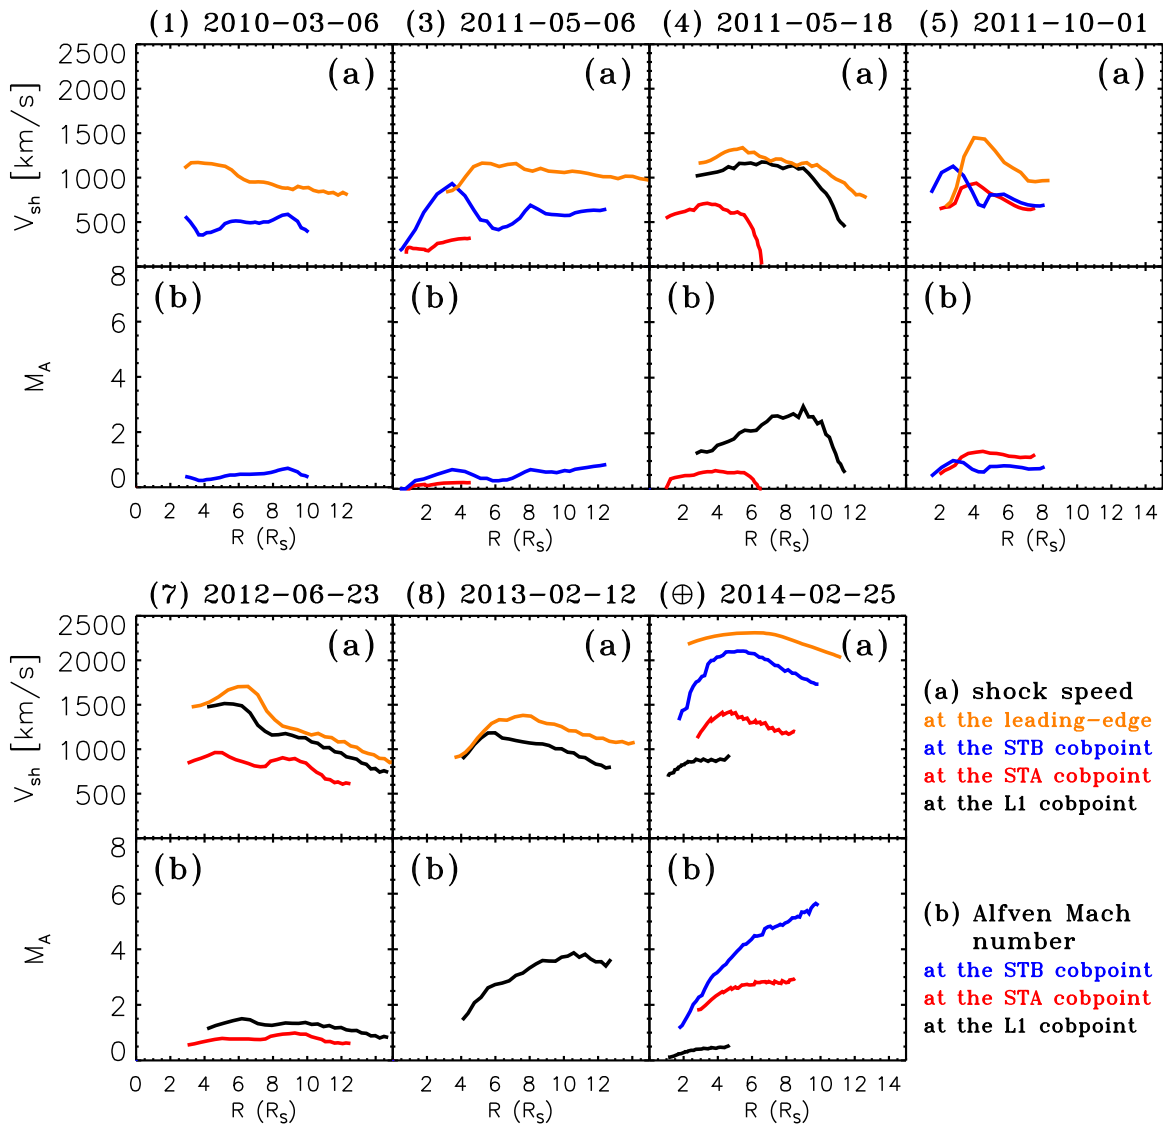 (1) 2010-03-06 (3) 2011-05-06 (4) 2011-05-18 (5) 2011-10-01
(a) (a) (a) (a)
2500
2000
1500
1000
500
V_sh [km/s]
(b) (b) (b) (b)
8
6
4
2
0
M_A
0 2 4 6 8 10 12 2 4 6 8 10 12 2 4 6 8 10 12 2 4 6 8 10 12 14
R (R_S) R (R_S) R (R_S) R (R_S)
(7) 2012-06-23 (8) 2013-02-12 (⊕) 2014-02-25
(a) (a) (a)
2500
2000
1500
1000
500
V_sh [km/s]
(b) (b) (b)
8
6
4
2
0
M_A
0 2 4 6 8 10 12 2 4 6 8 10 12 2 4 6 8 10 12 14
R (R_S) R (R_S) R (R_S)
(a) shock speed
at the leading-edge
at the STB cobpoint
at the STA cobpoint
at the L1 cobpoint
(b) Alfven Mach
number
at the STB cobpoint
at the STA cobpoint
at the L1 cobpoint